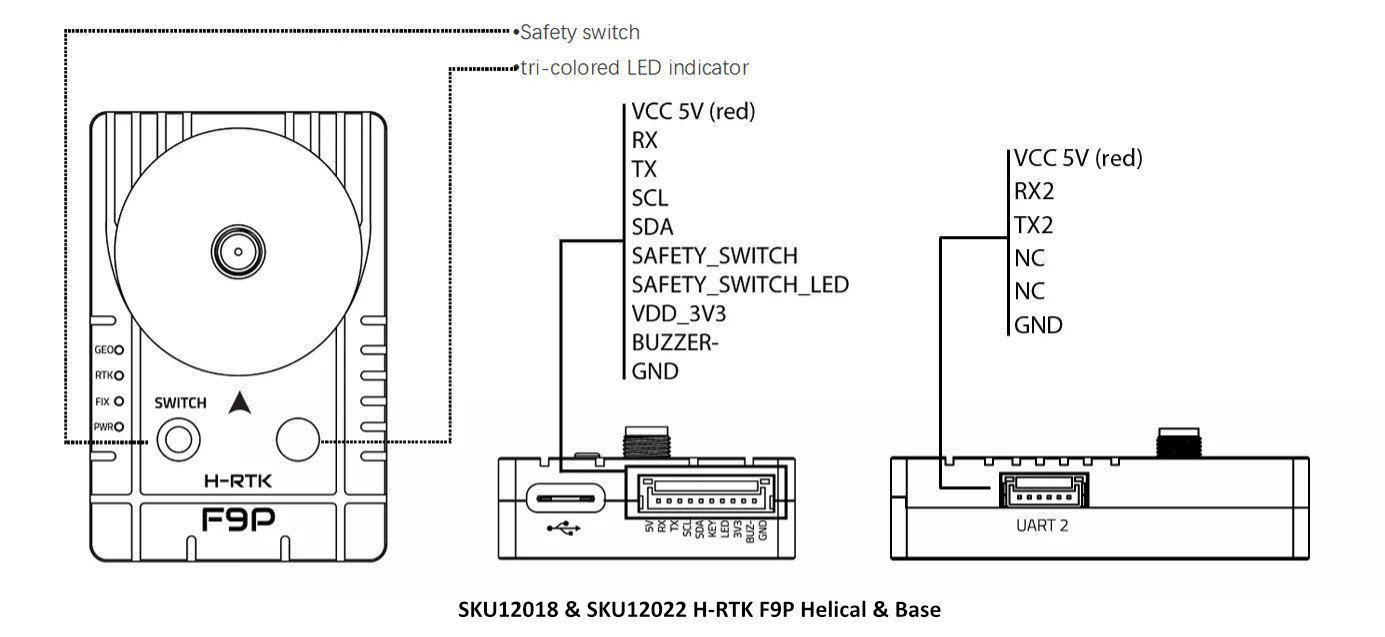 •Safety switch
•tri-colored LED indicator
VCC 5V (red)
RX
TX
SCL
SDA
SAFETY_SWITCH
SAFETY_SWITCH_LED
VDD_3V3
BUZZER-
GND
VCC 5V (red)
RX2
TX2
NC
NC
GND
GEO
RTK
FIX
PWR
SWITCH
H-RTK
F9P
5V
RX
TX
SCL
SDA
KEY
LED
3V3
BUZ-
GND
UART 2
SKU12018 & SKU12022 H-RTK F9P Helical & Base